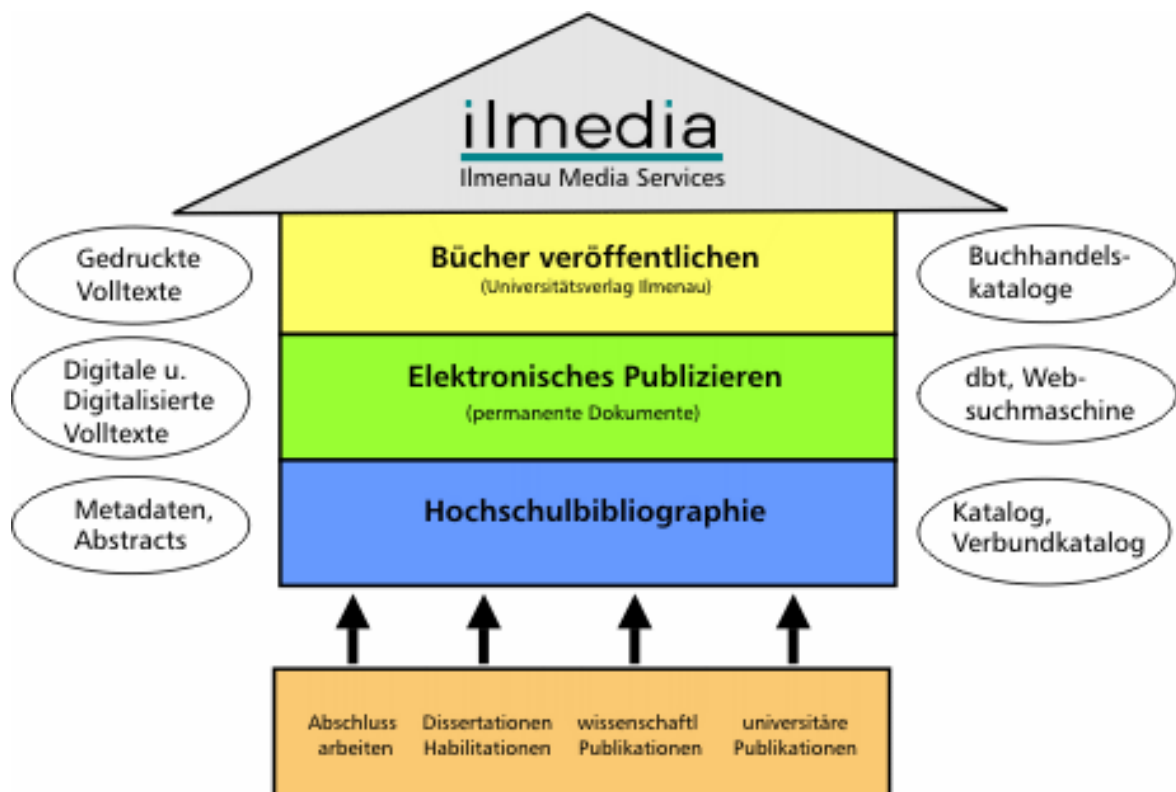 ilmedia
Ilmenau Media Services
Gedruckte
Volltexte
Bücher veröffentlichen
(Universitätsverlag Ilmenau)
Buchhandels-
kataloge
Digitale u.
Digitalisierte
Volltexte
Elektronisches Publizieren
(permanente Dokumente)
dbt, Web-
suchmaschine
Metadaten,
Abstracts
Hochschulbibliographie
Katalog,
Verbundkatalog
Abschluss
arbeiten
Dissertationen
Habilitationen
wissenschaftl
Publikationen
universitäre
Publikationen